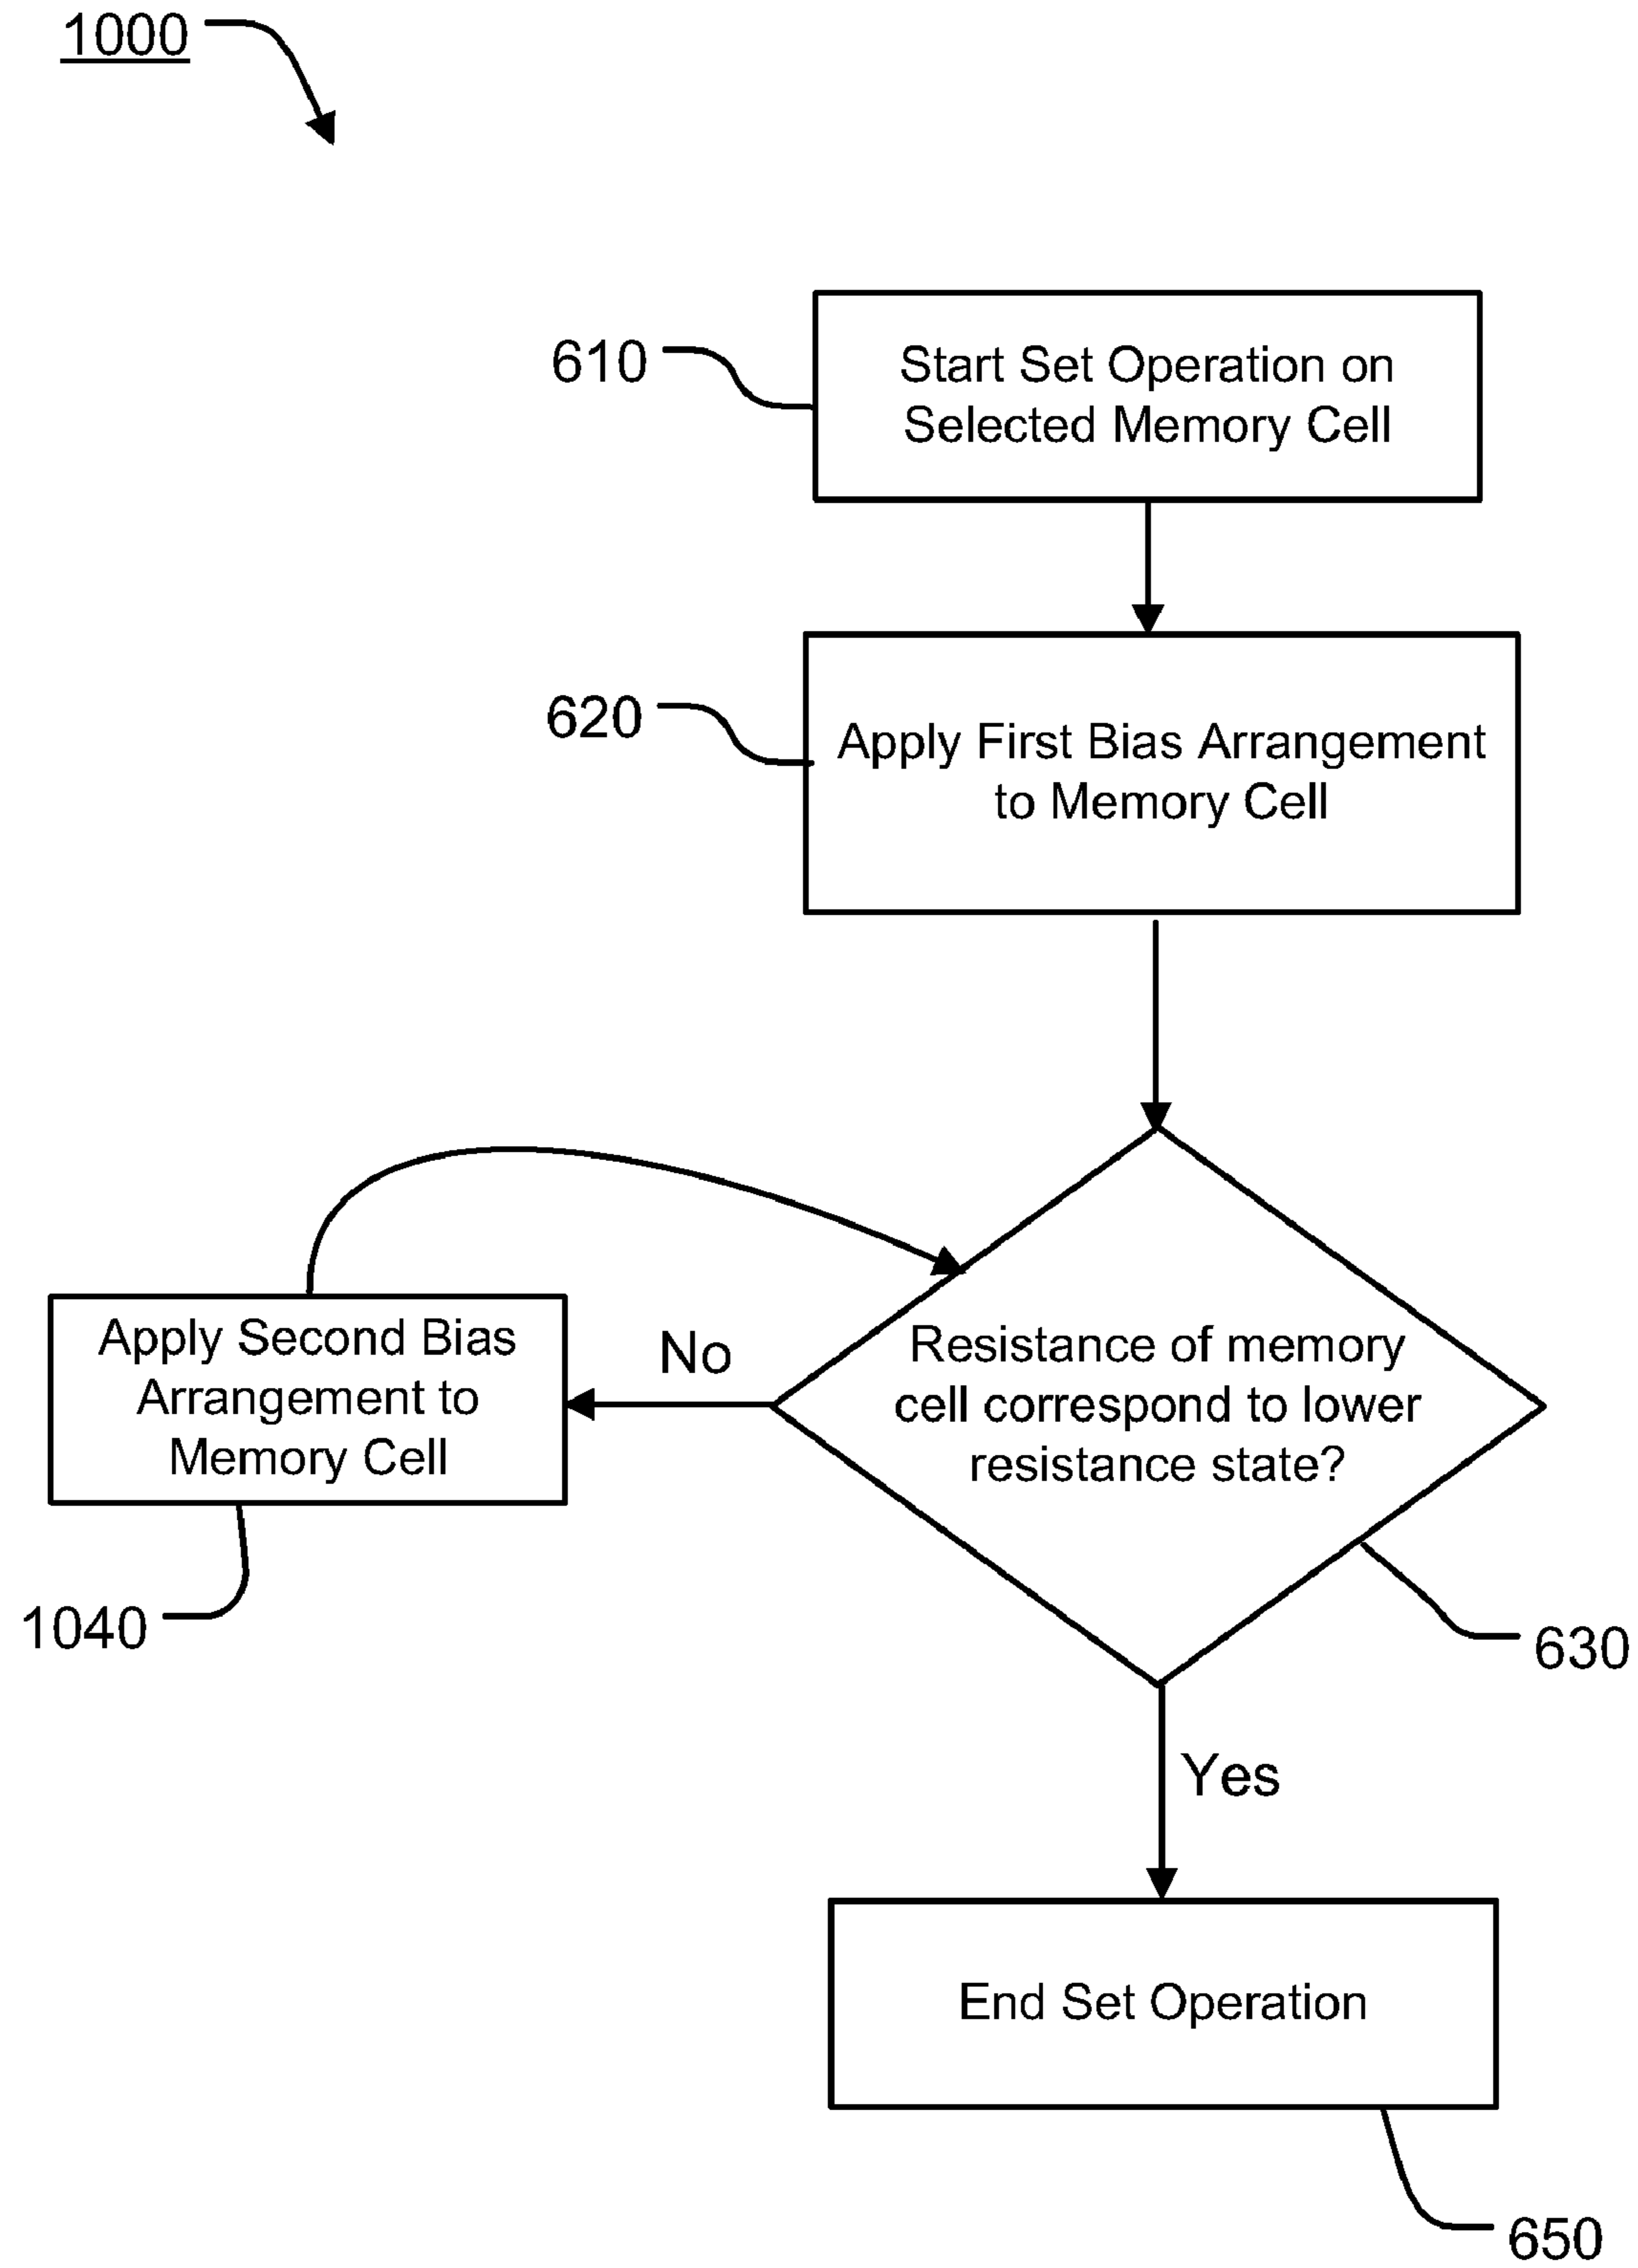 1000
610
Start Set Operation on
Selected Memory Cell
620
Apply First Bias Arrangement
to Memory Cell
Resistance of memory
cell correspond to lower
resistance state?
630
No
Apply Second Bias
Arrangement to
Memory Cell
1040
Yes
End Set Operation
650